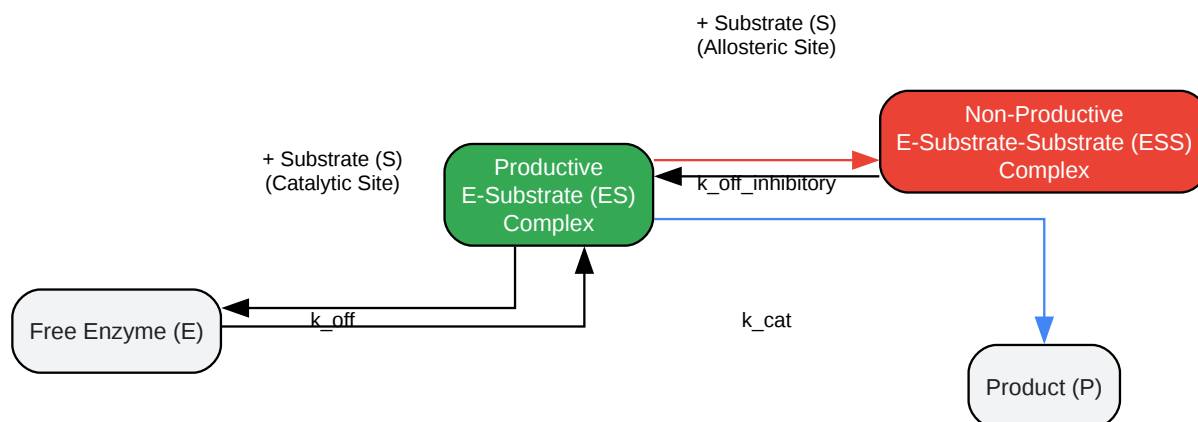 + Substrate (S)
(Allosteric Site)
Non-Productive
E-Substrate-Substrate (ESS)
Complex
+ Substrate (S)
(Catalytic Site)
Productive
E-Substrate (ES)
Complex
k_off_inhibitory
Free Enzyme (E)
k_off
k_cat
Product (P)